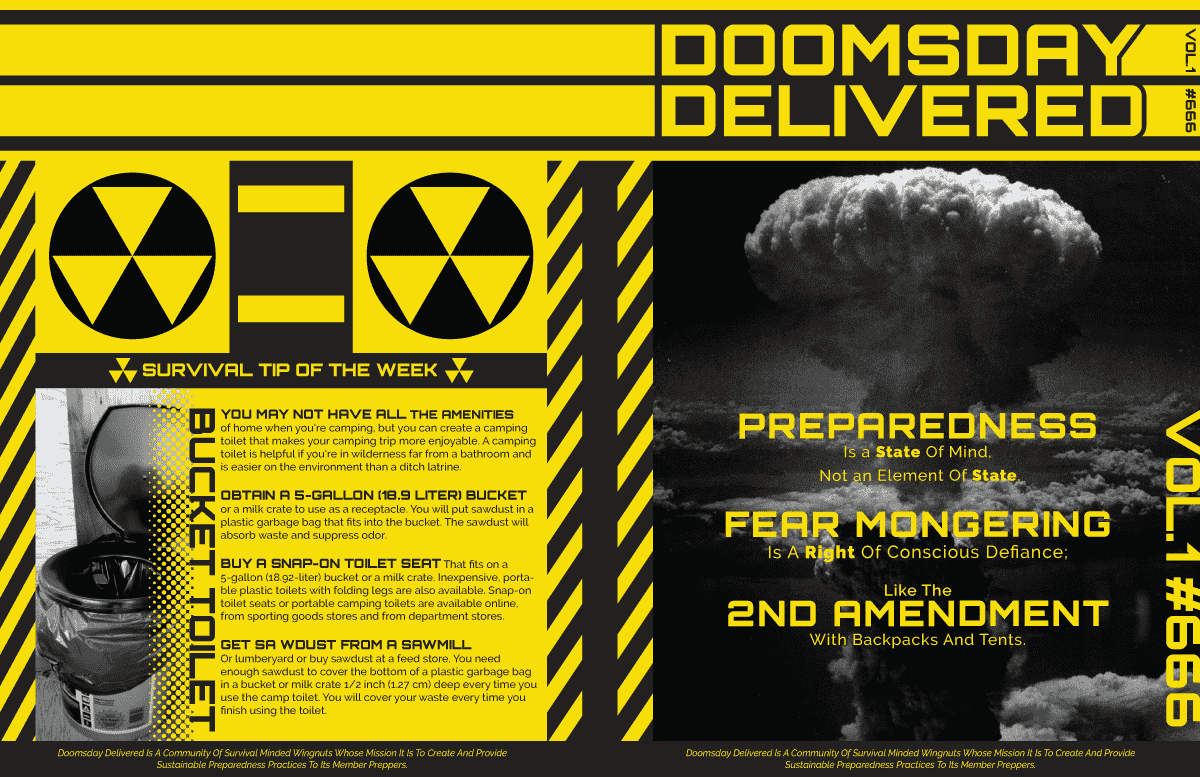 DOOMSDAY
DELIVERED
VOL.1
#666
SURVIVAL TIP OF THE WEEK
BUCKET TOILET
YOU MAY NOT HAVE ALL THE AMENITIES
of home when you're camping, but you can create a camping
toilet that makes your camping trip more enjoyable. A camping
toilet is helpful if you're in wilderness far from a bathroom and
is easier on the environment than a ditch latrine.
OBTAIN A 5-GALLON (18.9 LITER) BUCKET
or a milk crate to use as a receptacle. You will put sawdust in a
plastic garbage bag that fits into the bucket. The sawdust will
absorb waste and suppress odor.
BUY A SNAP-ON TOILET SEAT That fits on a
5-gallon (18.92-liter) bucket or a milk crate. Inexpensive, porta-
ble plastic toilets with folding legs are also available. Snap-on
toilet seats or portable camping toilets are available online,
from sporting goods stores and from department stores.
GET SA WDUST FROM A SAWMILL
Or lumberyard or buy sawdust at a feed store. You need
enough sawdust to cover the bottom of a plastic garbage bag
in a bucket or milk crate 1/2 inch (1.27 cm) deep every time you
use the camp toilet. You will cover your waste every time you
finish using the toilet.
Doomsday Delivered Is A Community Of Survival Minded Wingnuts Whose Mission It Is To Create And Provide
Sustainable Preparedness Practices To Its Member Preppers.
PREPAREDNESS
Is a State Of Mind,
Not an Element Of State.
FEAR MONGERING
Is A Right Of Conscious Defiance;
Like The
2ND AMENDMENT
With Backpacks And Tents.
VOL.1 #666
Doomsday Delivered Is A Community Of Survival Minded Wingnuts Whose Mission It Is To Create And Provide
Sustainable Preparedness Practices To Its Member Preppers.